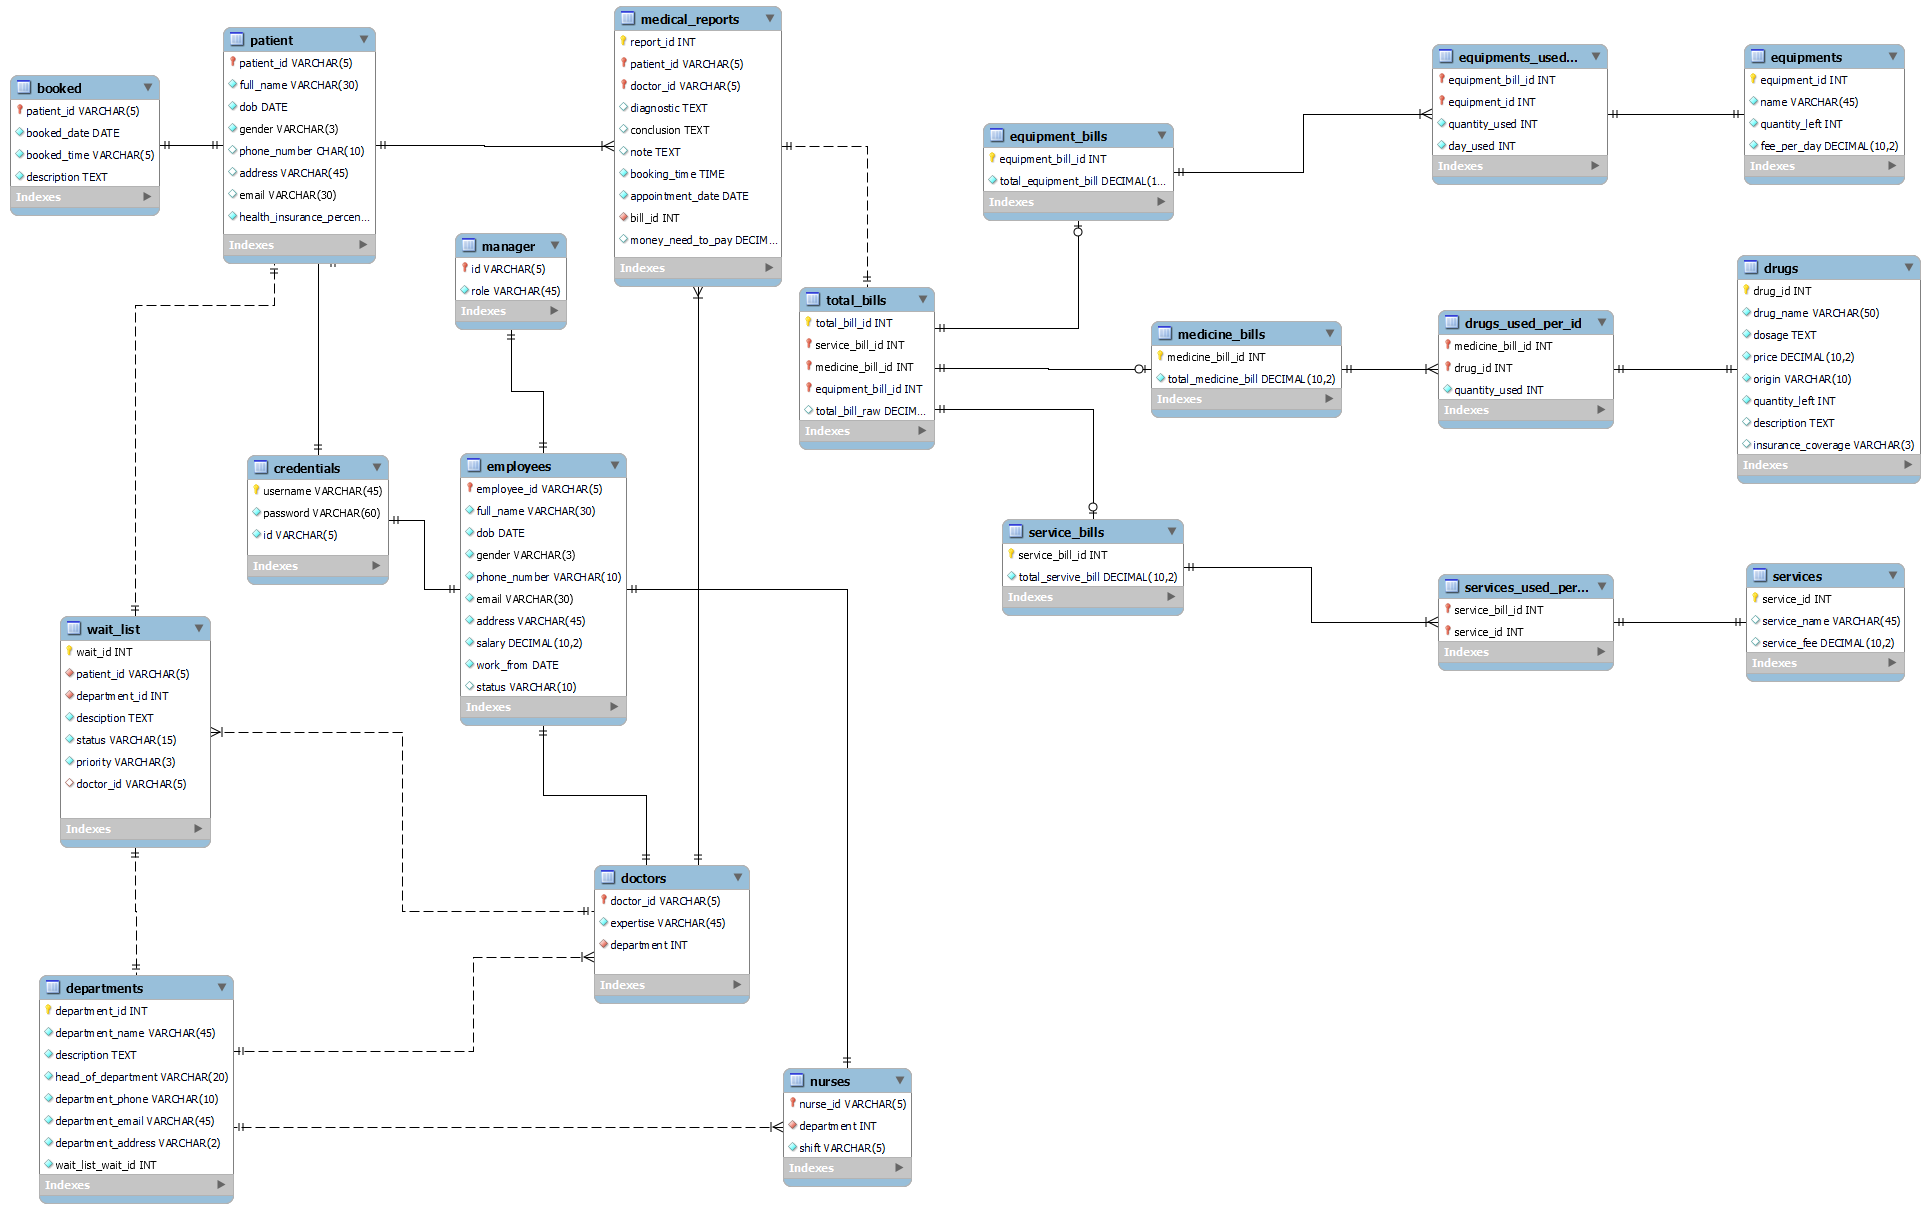 booked
patient_id VARCHAR(5)
booked_date DATE
booked_time VARCHAR(5)
description TEXT
Indexes
patient
patient_id VARCHAR(5)
full_name VARCHAR(30)
dob DATE
gender VARCHAR(3)
phone_number CHAR(10)
address VARCHAR(45)
email VARCHAR(30)
health_insurance_percen...
Indexes
medical_reports
report_id INT
patient_id VARCHAR(5)
doctor_id VARCHAR(5)
diagnostic TEXT
conclusion TEXT
note TEXT
booking_time TIME
appointment_date DATE
bill_id INT
money_need_to_pay DECIM...
Indexes
manager
id VARCHAR(5)
role VARCHAR(45)
Indexes
equipment_bills
equipment_bill_id INT
total_equipment_bill DECIMAL(1...
Indexes
equipments_used...
equipment_bill_id INT
equipment_id INT
quantity_used INT
day_used INT
Indexes
equipments
equipment_id INT
name VARCHAR(45)
quantity_left INT
fee_per_day DECIMAL(10,2)
Indexes
total_bills
total_bill_id INT
service_bill_id INT
medicine_bill_id INT
equipment_bill_id INT
total_bill_raw DECIM...
Indexes
medicine_bills
medicine_bill_id INT
total_medicine_bill DECIMAL(10,2)
Indexes
drugs_used_per_id
medicine_bill_id INT
drug_id INT
quantity_used INT
Indexes
drugs
drug_id INT
drug_name VARCHAR(50)
dosage TEXT
price DECIMAL(10,2)
origin VARCHAR(10)
quantity_left INT
description TEXT
insurance_coverage VARCHAR(3)
Indexes
credentials
username VARCHAR(45)
password VARCHAR(60)
id VARCHAR(5)
Indexes
employees
employee_id VARCHAR(5)
full_name VARCHAR(30)
dob DATE
gender VARCHAR(3)
phone_number VARCHAR(10)
email VARCHAR(30)
address VARCHAR(45)
salary DECIMAL(10,2)
work_from DATE
status VARCHAR(10)
Indexes
service_bills
service_bill_id INT
total_servive_bill DECIMAL(10,2)
Indexes
services_used_per...
service_bill_id INT
service_id INT
Indexes
services
service_id INT
service_name VARCHAR(45)
service_fee DECIMAL(10,2)
Indexes
wait_list
wait_id INT
patient_id VARCHAR(5)
department_id INT
desciption TEXT
status VARCHAR(15)
priority VARCHAR(3)
doctor_id VARCHAR(5)
Indexes
doctors
doctor_id VARCHAR(5)
expertise VARCHAR(45)
department INT
Indexes
departments
department_id INT
department_name VARCHAR(45)
description TEXT
head_of_department VARCHAR(20)
department_phone VARCHAR(10)
department_email VARCHAR(45)
department_address VARCHAR(2)
wait_list_wait_id INT
Indexes
nurses
nurse_id VARCHAR(5)
department INT
shift VARCHAR(5)
Indexes